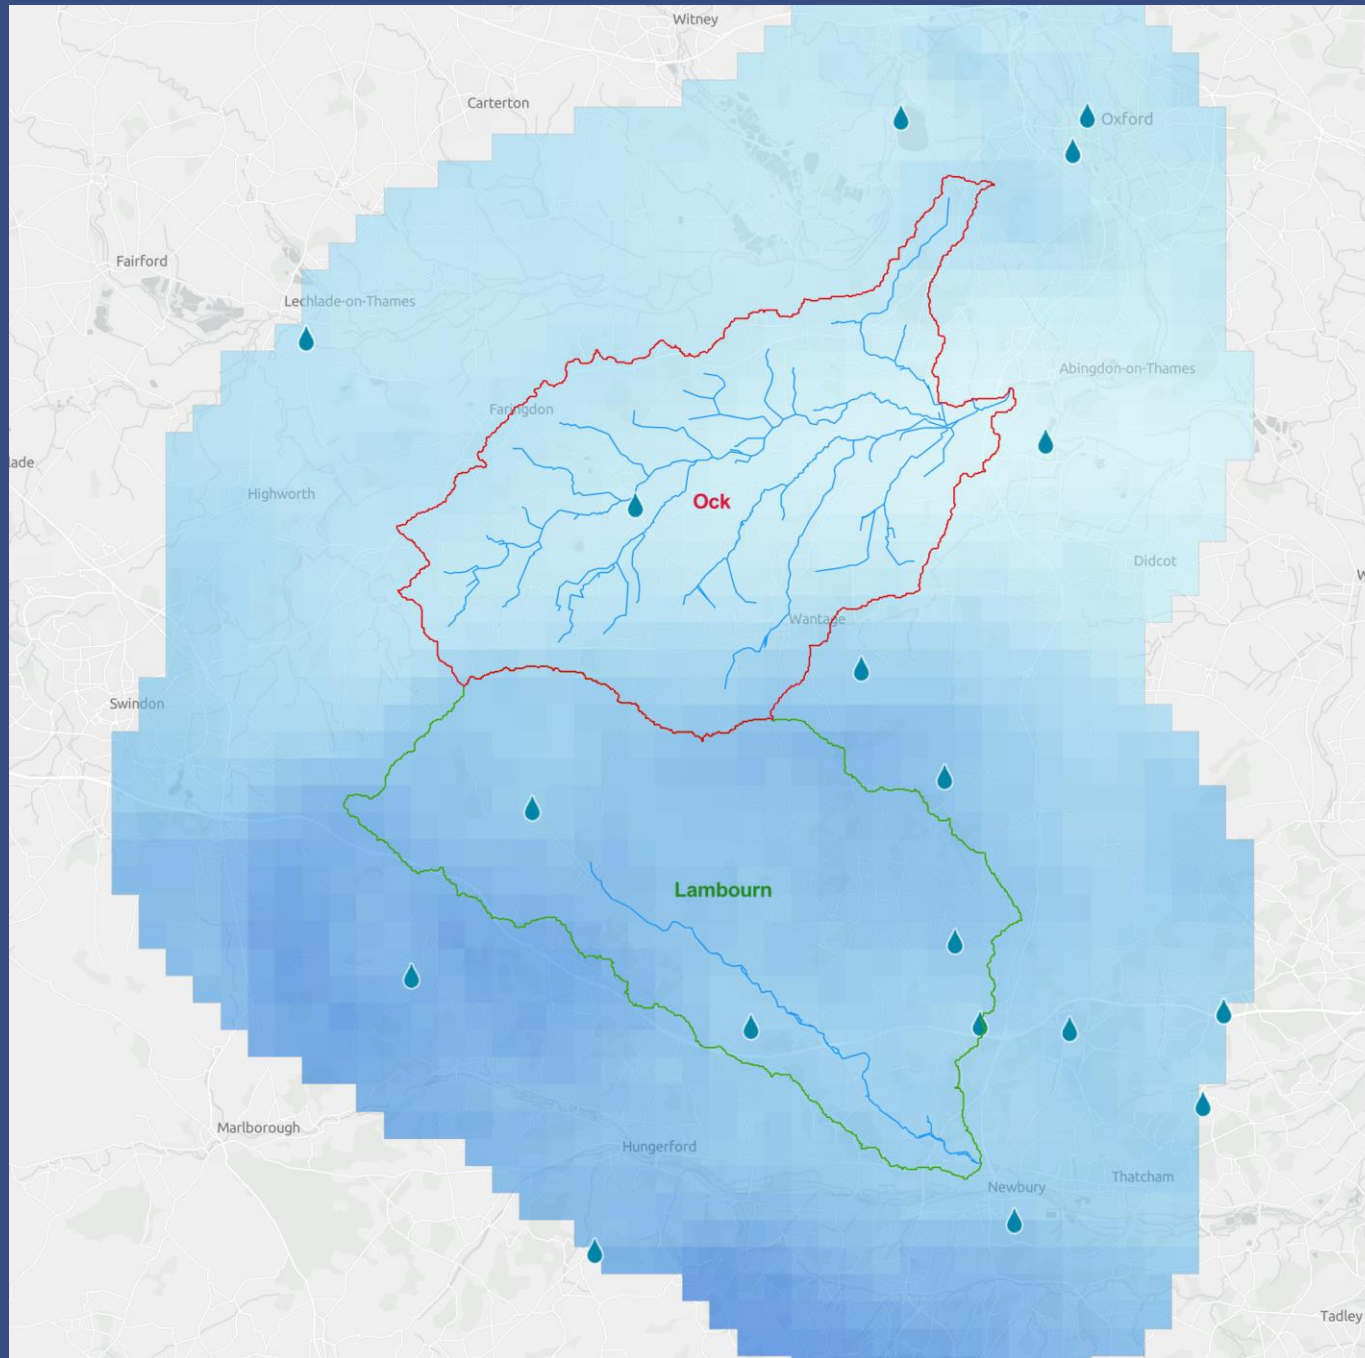 Witney
Carterton
Oxford
Fairford
Lechlade-on-Thames
Abingdon-on-Thames
Faringdon
lade
Highworth
Ock
Didcot
W
Wantage
Swindon
Lambourn
Marlborough
Hungerford
Thatcham
Newbury
Tadley